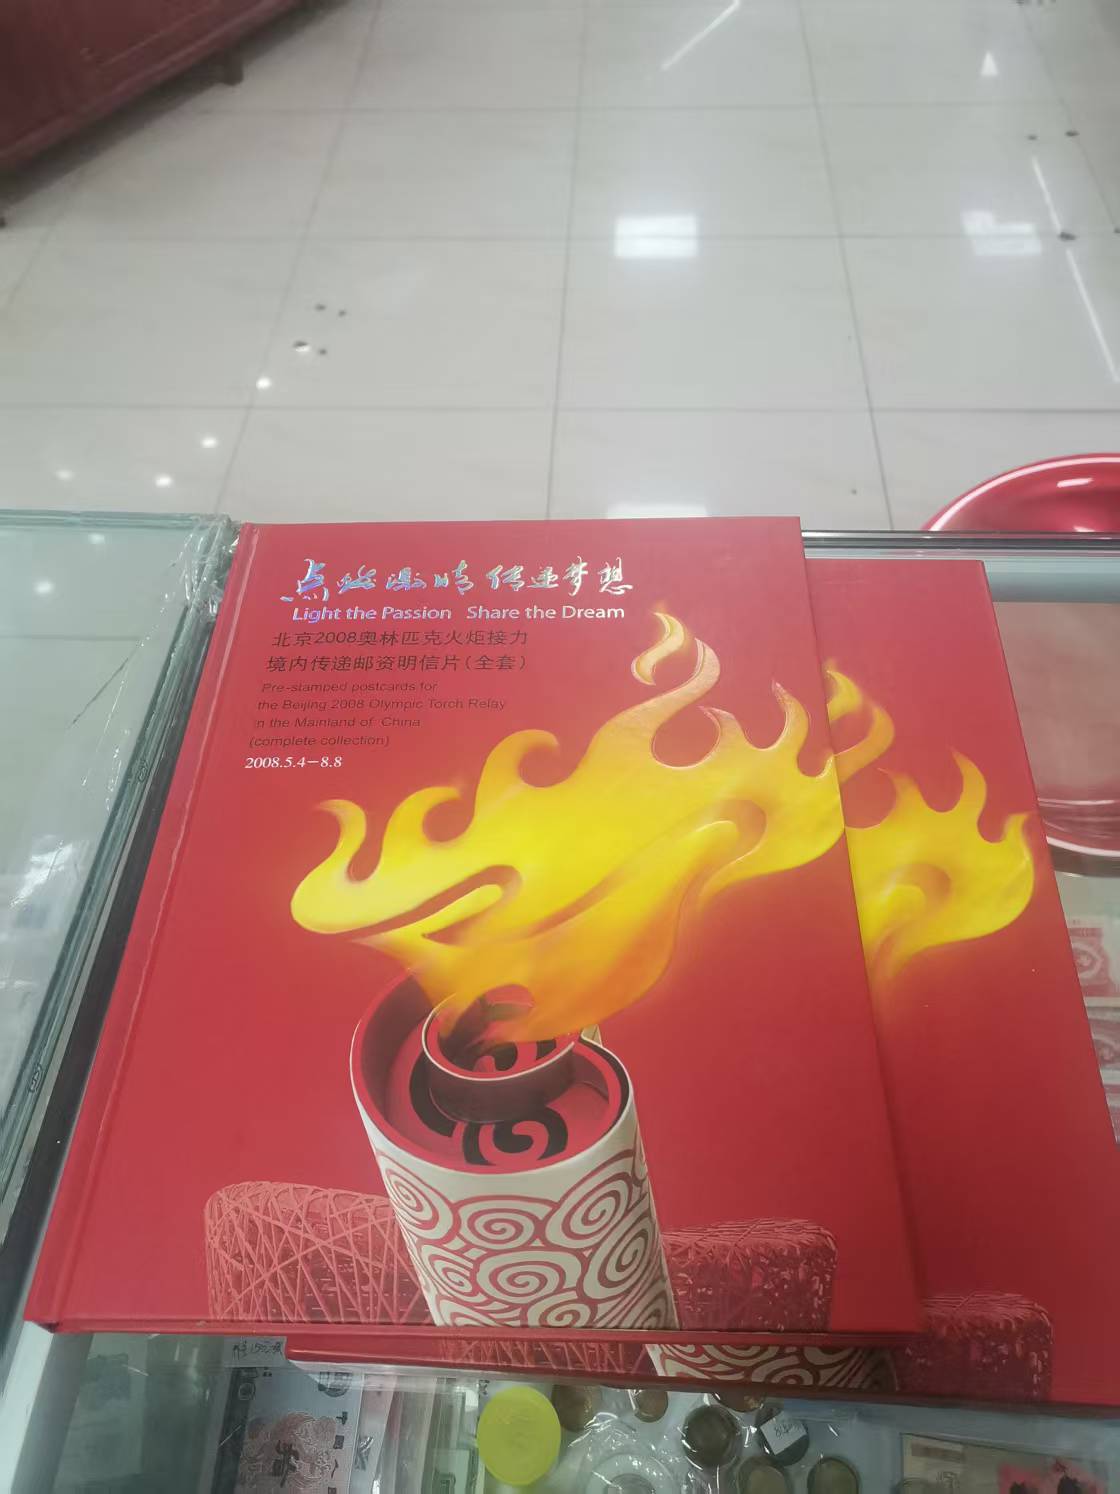 点燃激情 传递梦想
Light the Passion Share the Dream
北京2008奥林匹克火炬接力
境内传递邮资明信片(全套)
Pre-stamped postcards for
the Beijing 2008 Olympic Torch Relay
in the Mainland of China
(complete collection)
2008.5.4-8.8